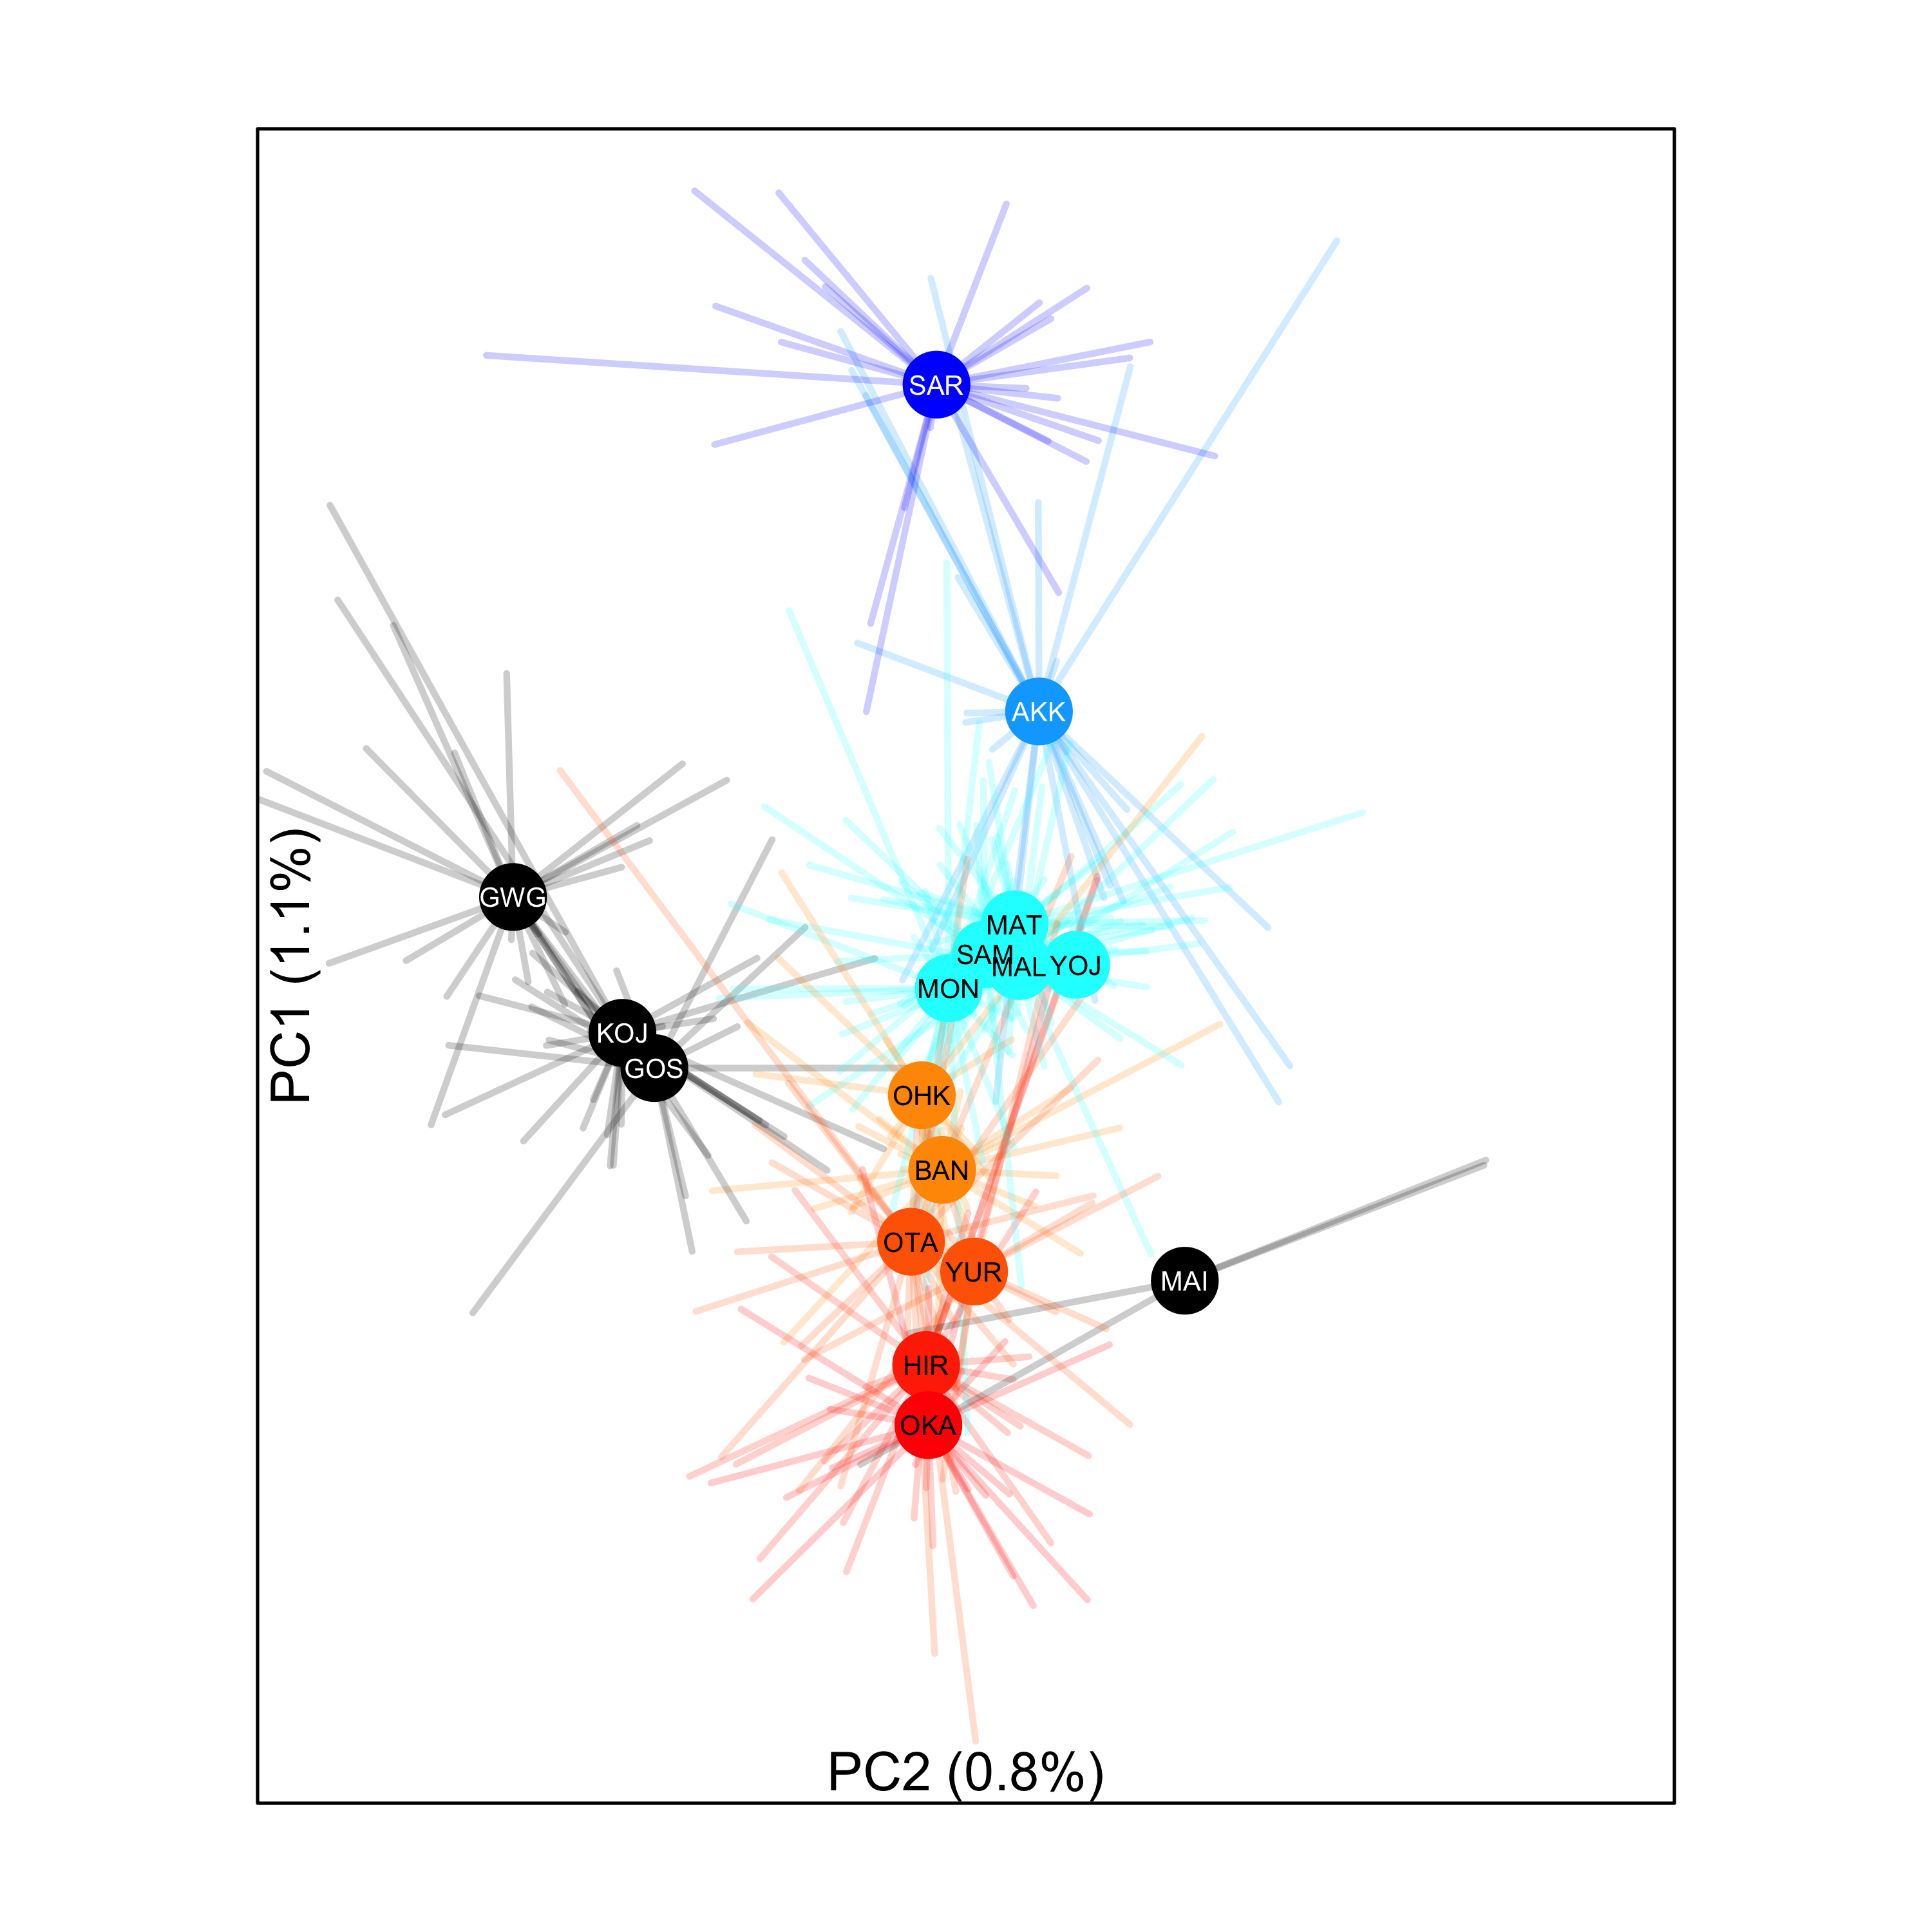 SAR
AKK
GWG
MAT
SAM
MAL
YOJ
MON
KOJ
GOS
OHK
BAN
OTA
YUR
MAI
HIR
OKA
PC1 (1.1%)
PC2 (0.8%)